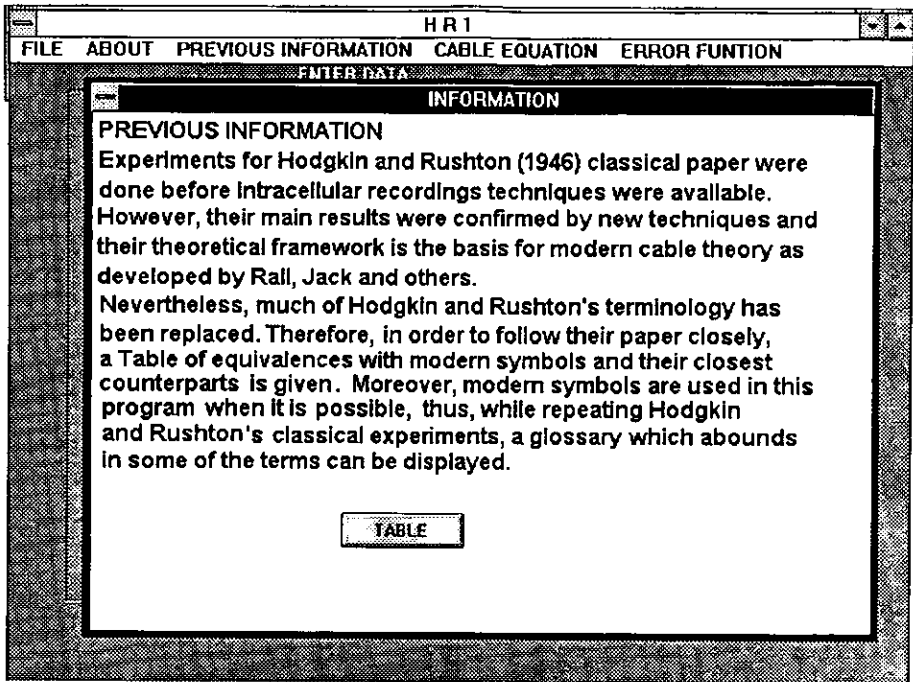 HR1
FILE ABOUT PREVIOUS INFORMATION CABLE EQUATION ERROR FUNTION
ENTER DATA
INFORMATION
PREVIOUS INFORMATION
Experiments for Hodgkin and Rushton (1946) classical paper were
done before intracellular recordings techniques were available.
However, their main results were confirmed by new techniques and
their theoretical framework is the basis for modern cable theory as
developed by Rall, Jack and others.
Nevertheless, much of Hodgkin and Rushton's terminology has
been replaced. Therefore, in order to follow their paper closely,
a Table of equivalences with modern symbols and their closest
counterparts is given. Moreover, modern symbols are used in this
program when it is possible, thus, while repeating Hodgkin
and Rushton's classical experiments, a glossary which abounds
in some of the terms can be displayed.
TABLE